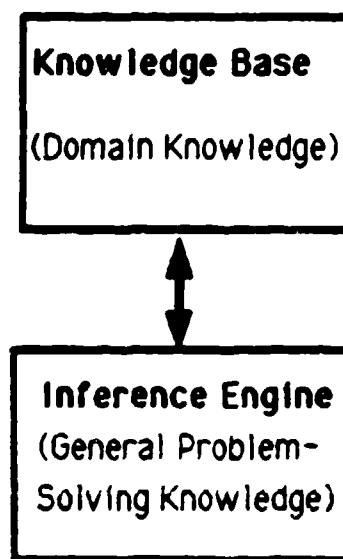 Knowledge Base
(Domain Knowledge)
Inference Engine
(General Problem-
Solving Knowledge)